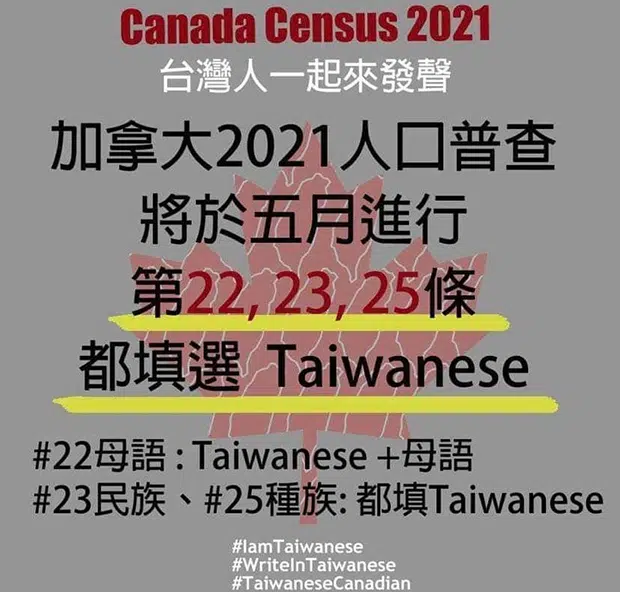 Canada Census 2021
台灣人一起來發聲
加拿大2021人口普查
將於五月進行
第22, 23, 25條
都填選 Taiwanese
#22母語 : Taiwanese +母語
#23民族、#25種族: 都填Taiwanese
#IamTaiwanese
#WriteInTaiwanese
#TaiwaneseCanadian